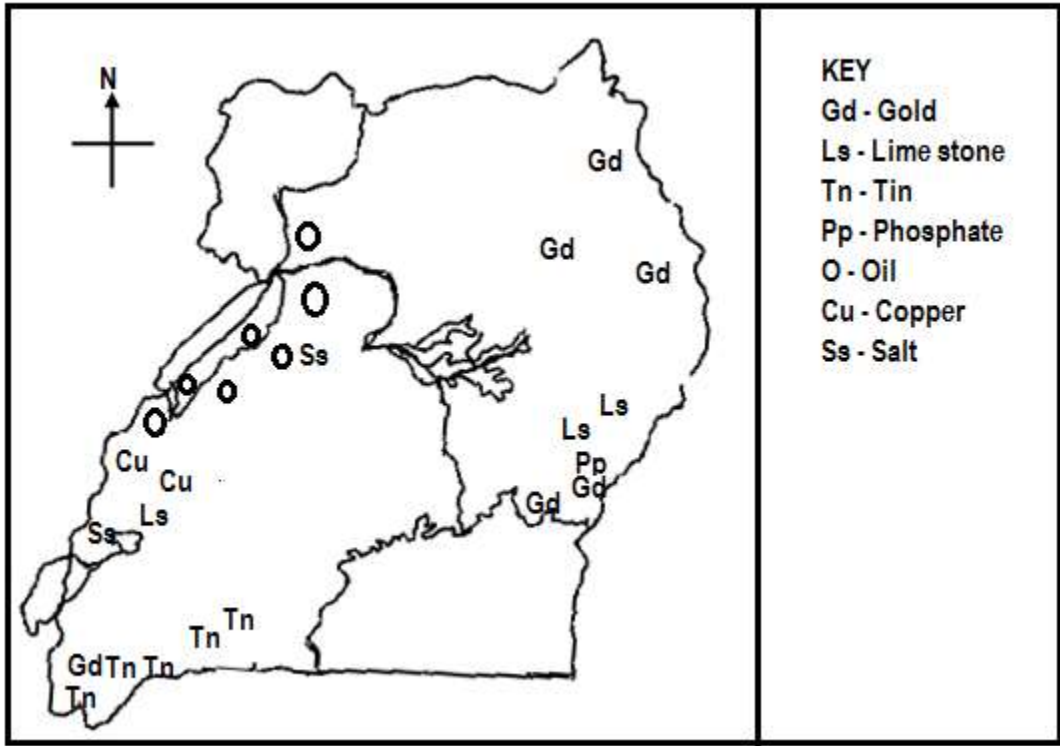 N
KEY
Gd - Gold
Ls - Lime stone
Tn - Tin
Pp - Phosphate
O - Oil
Cu - Copper
Ss - Salt
Gd
Gd
Gd
Ss
Ls
Ls
Cu
Pp
Cu
Gd
Gd
Ls
Ss
Tn
Tn
Gd Tn Tn
Tn